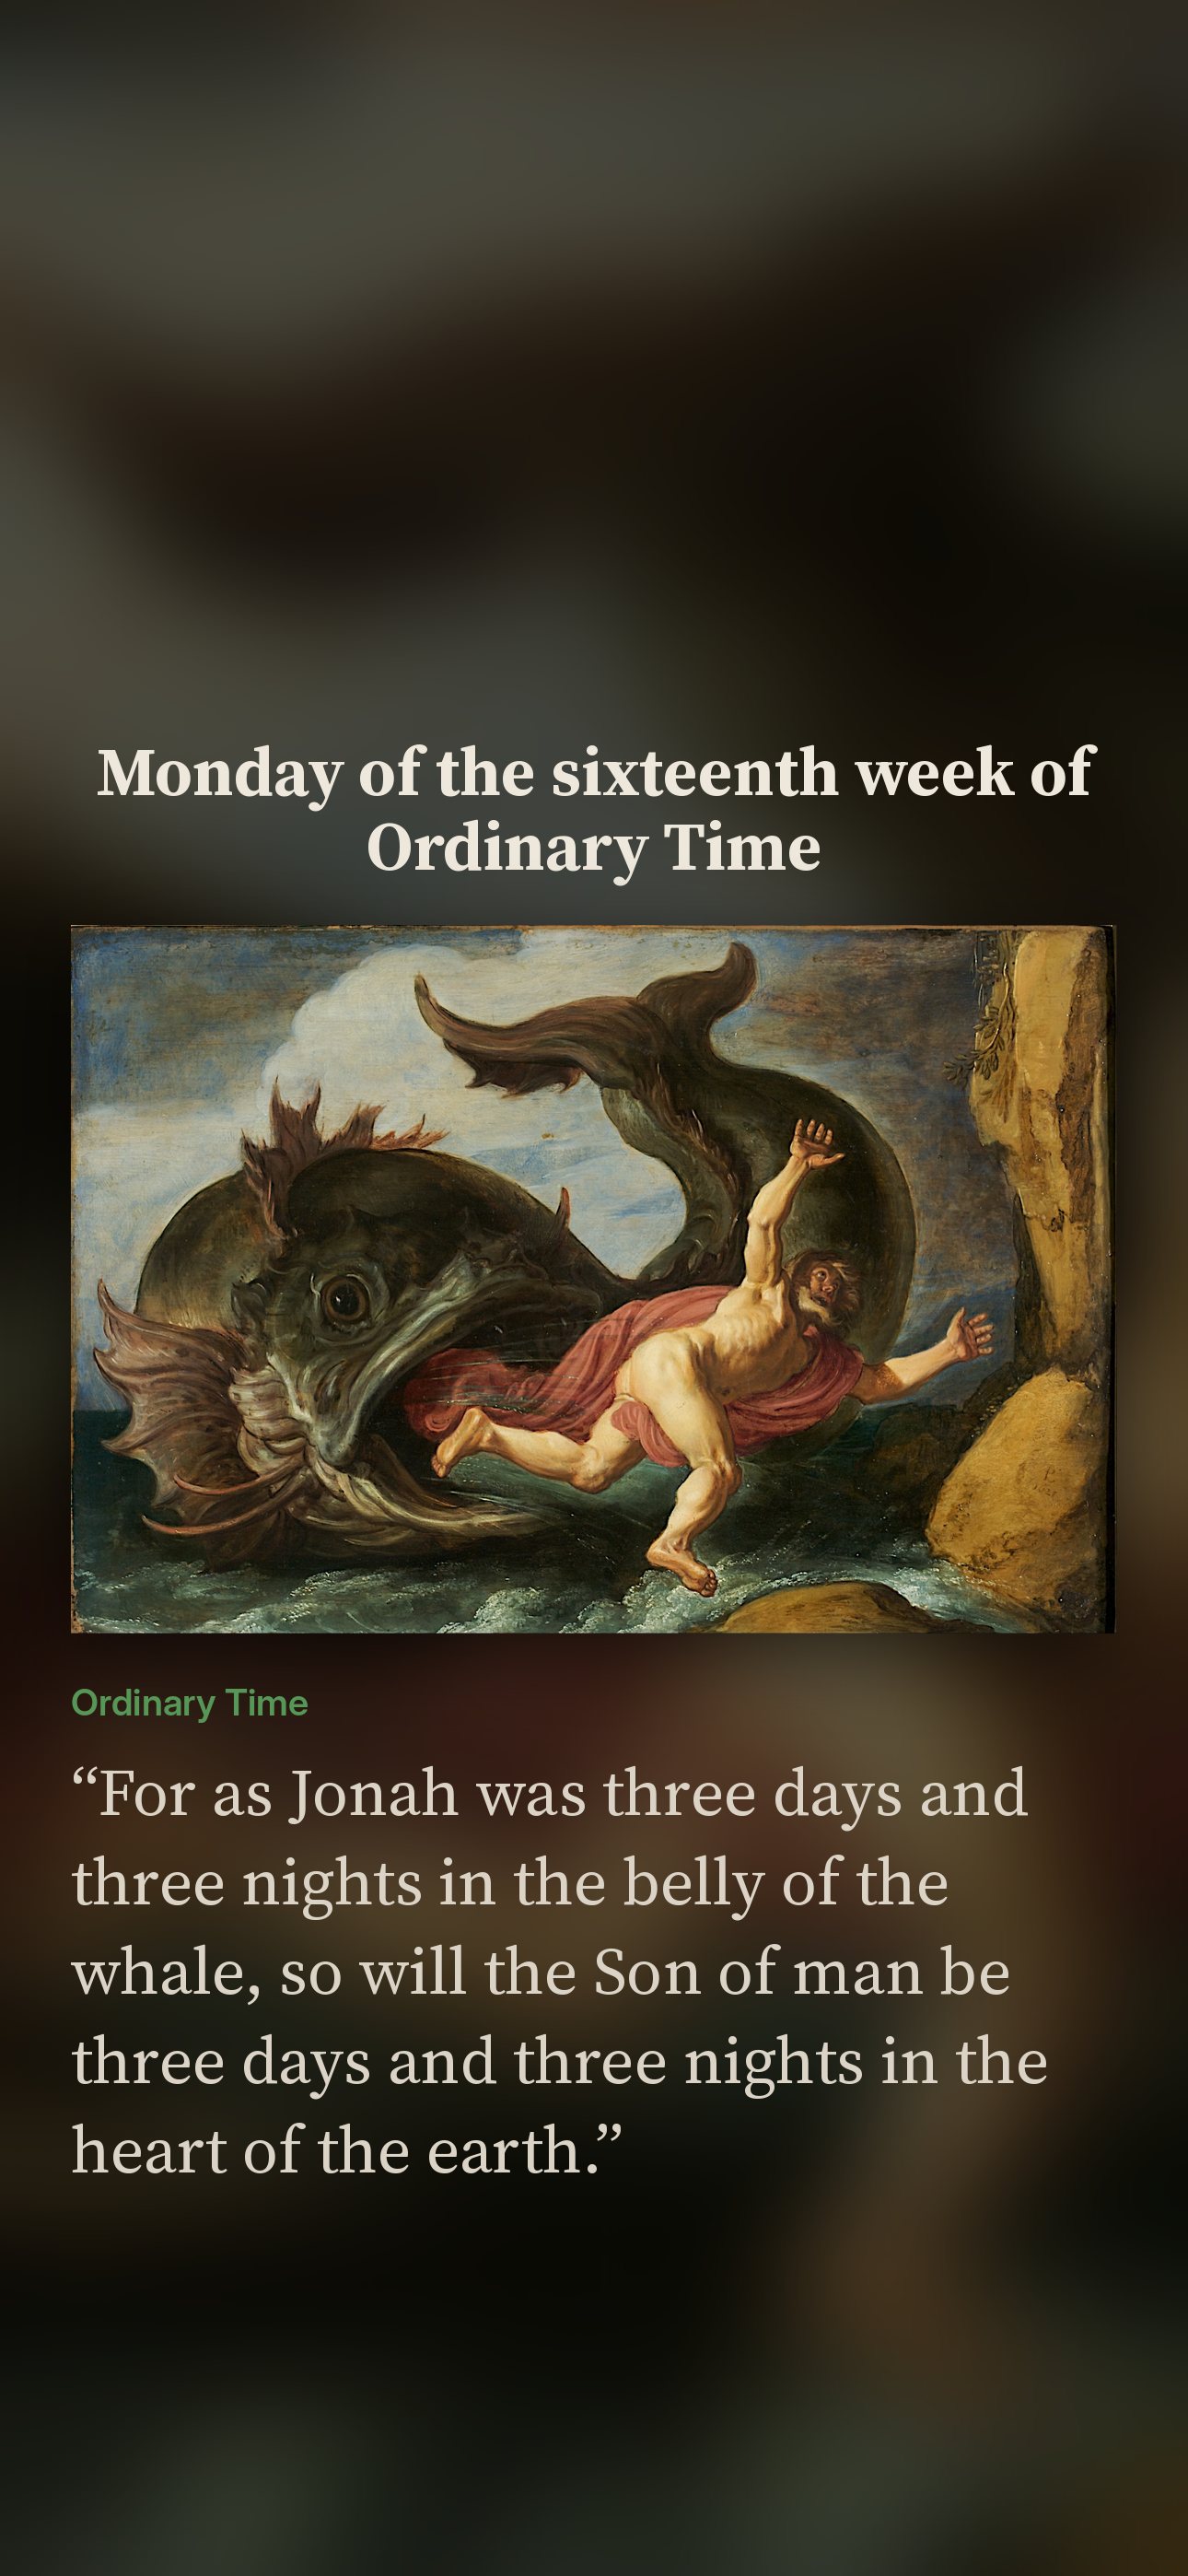 Monday of the sixteenth week of
Ordinary Time
Ordinary Time
“For as Jonah was three days and
three nights in the belly of the
whale, so will the Son of man be
three days and three nights in the
heart of the earth.”